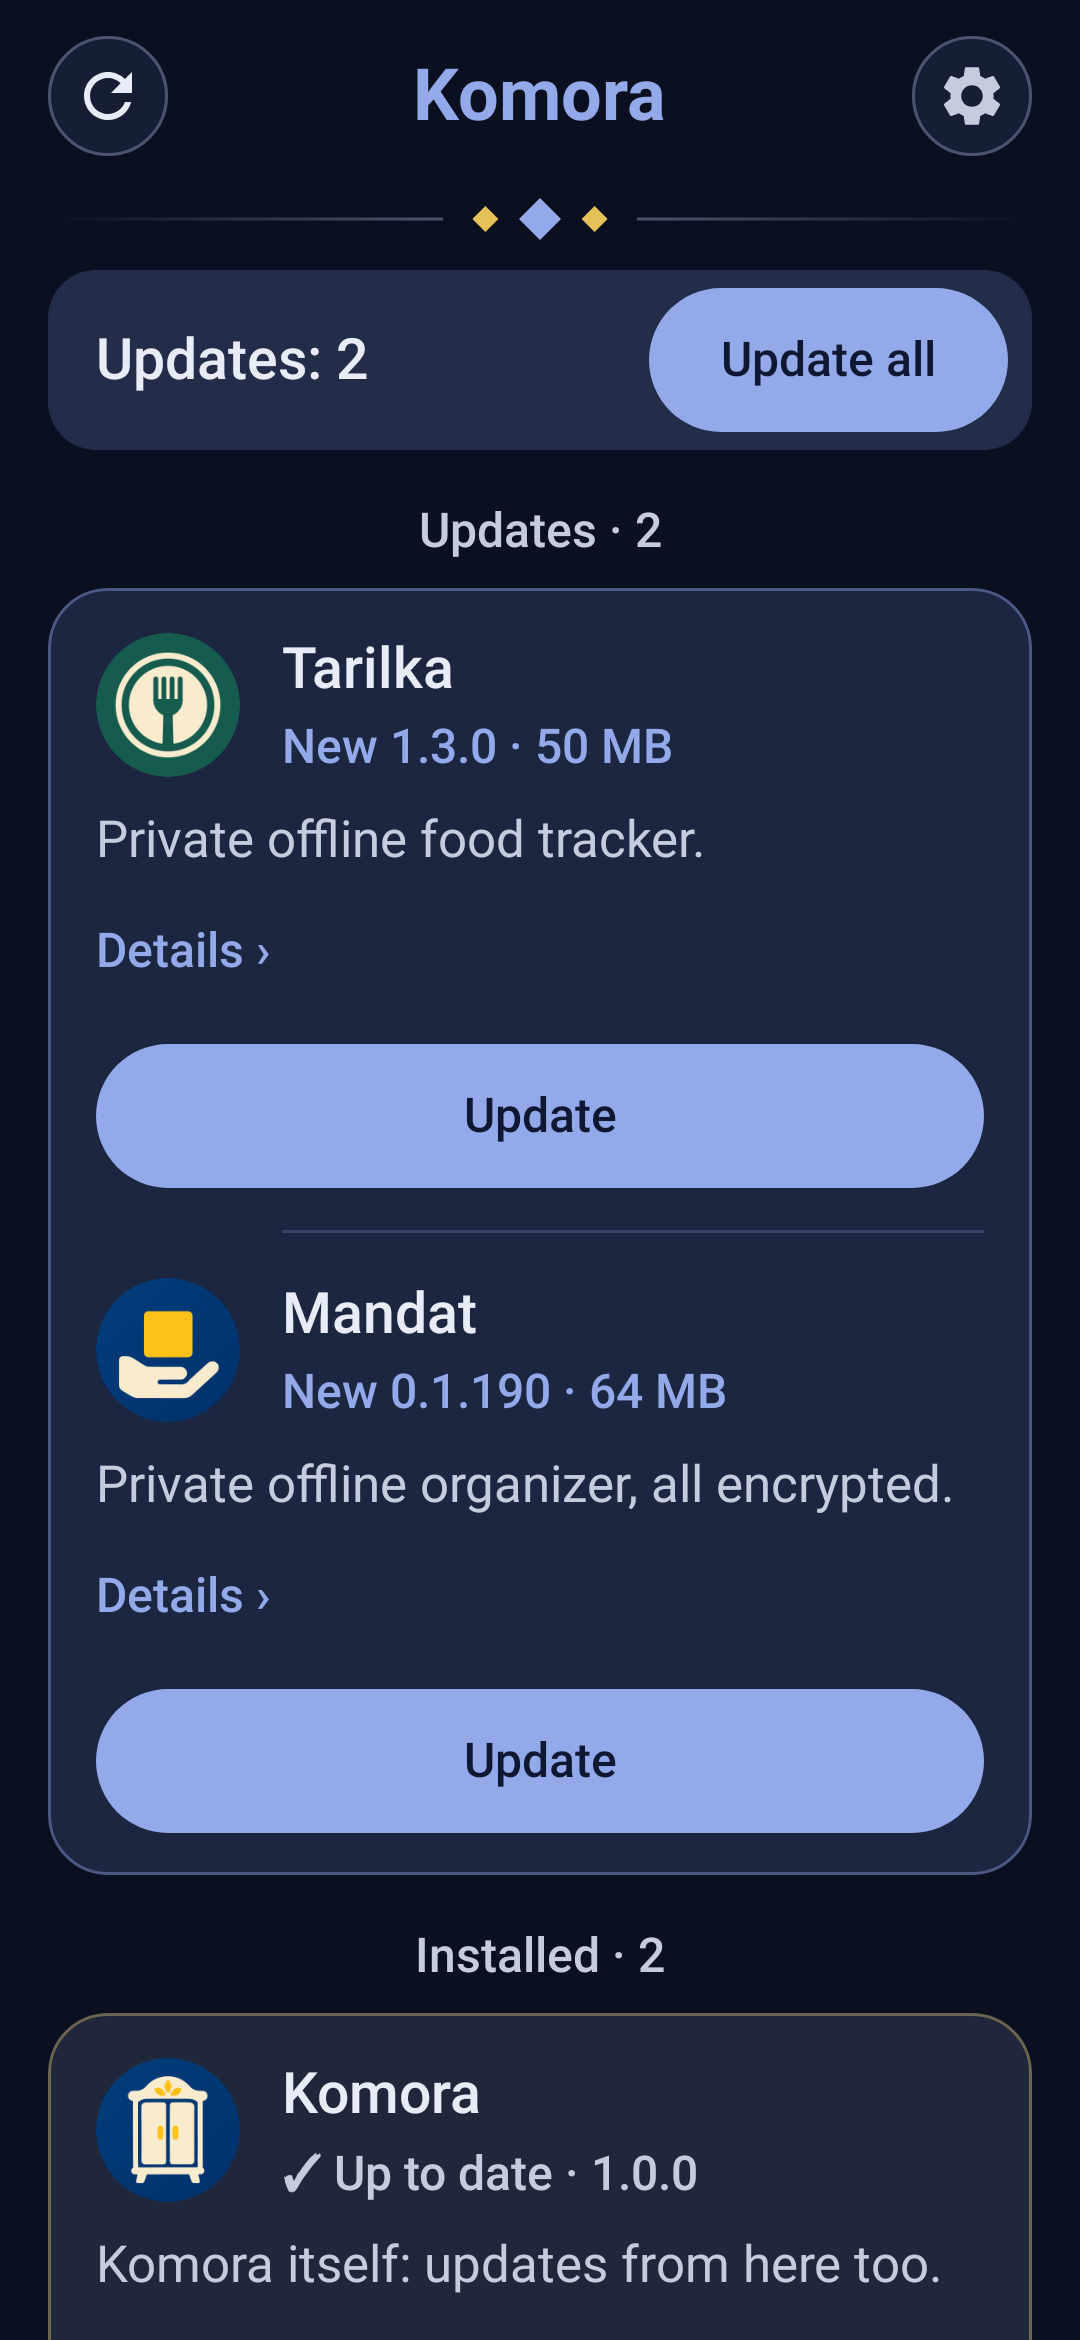 Komora
Updates: 2
Update all
Updates · 2
Tarilka
New 1.3.0 · 50 MB
Private offline food tracker.
Details ›
Update
Mandat
New 0.1.190 · 64 MB
Private offline organizer, all encrypted.
Details ›
Update
Installed · 2
Komora
✓ Up to date · 1.0.0
Komora itself: updates from here too.